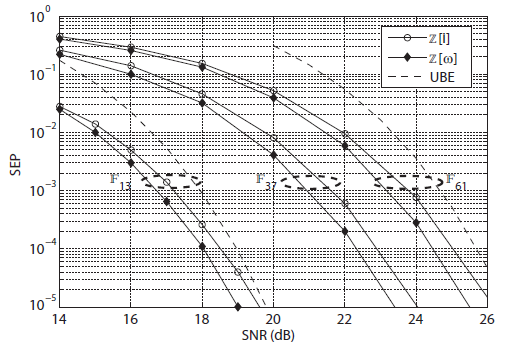 10^0
10^-1
10^-2
10^-3
10^-4
10^-5
SEP
14 16 18 20 22 24 26
SNR (dB)
ℤ[i]
ℤ[ω]
UBE
𝔽13
𝔽37
𝔽61